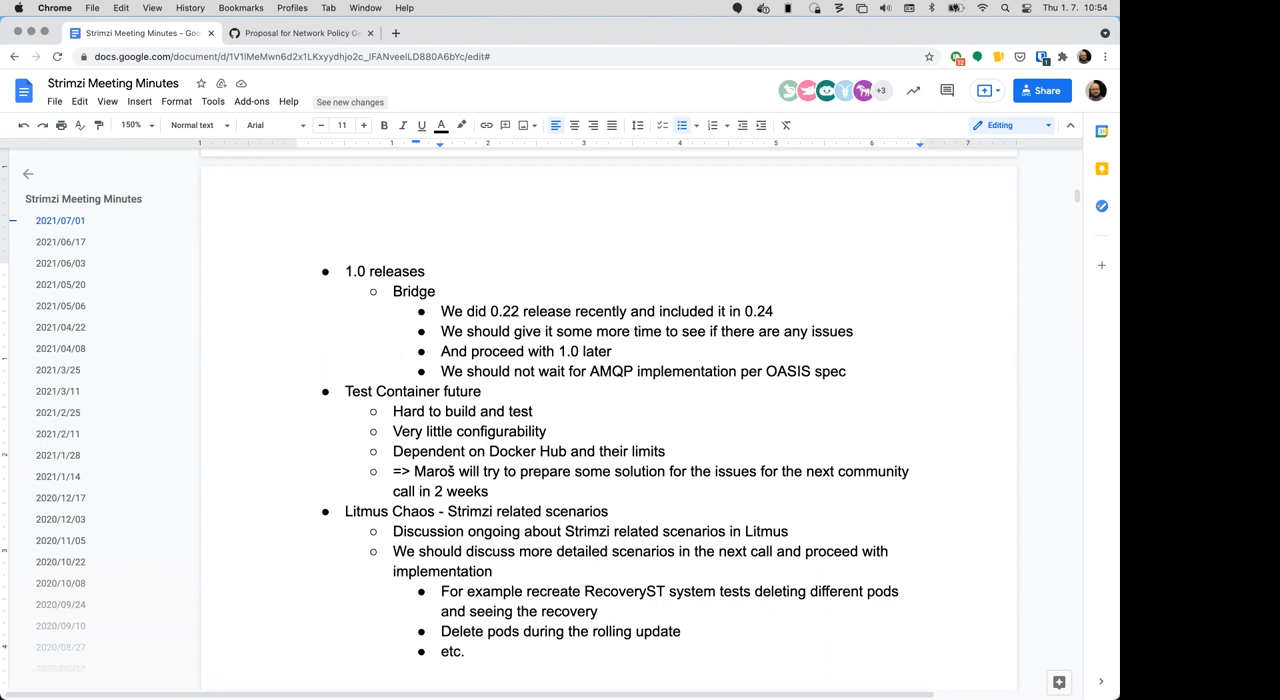 Chrome File Edit View History Bookmarks Profiles Tab Window Help Thu 1. 7. 10:54
Strimzi Meeting Minutes - Goo Proposal for Network Policy Ge
docs.google.com/document/d/1V1lMeMwn6d2x1LKxyydhjo2c_lFANveelLD880A6bYc/edit#
Strimzi Meeting Minutes
+3
Share
File Edit View Insert Format Tools Add-ons Help See new changes
150% Normal text Arial 11 B I U A Editing
1 1 2 3 4 5 6 7
Strimzi Meeting Minutes
2021/07/01
2021/06/17
2021/06/03
2021/05/20
2021/05/06
2021/04/22
2021/04/08
2021/3/25
2021/3/11
2021/2/25
2021/2/11
2021/1/28
2021/1/14
2020/12/17
2020/12/03
2020/11/05
2020/10/22
2020/10/08
2020/09/24
2020/09/10
2020/08/27
● 1.0 releases
○ Bridge
● We did 0.22 release recently and included it in 0.24
● We should give it some more time to see if there are any issues
● And proceed with 1.0 later
● We should not wait for AMQP implementation per OASIS spec
● Test Container future
○ Hard to build and test
○ Very little configurability
○ Dependent on Docker Hub and their limits
○ => Maroš will try to prepare some solution for the issues for the next community
call in 2 weeks
● Litmus Chaos - Strimzi related scenarios
○ Discussion ongoing about Strimzi related scenarios in Litmus
○ We should discuss more detailed scenarios in the next call and proceed with
implementation
● For example recreate RecoveryST system tests deleting different pods
and seeing the recovery
● Delete pods during the rolling update
● etc.